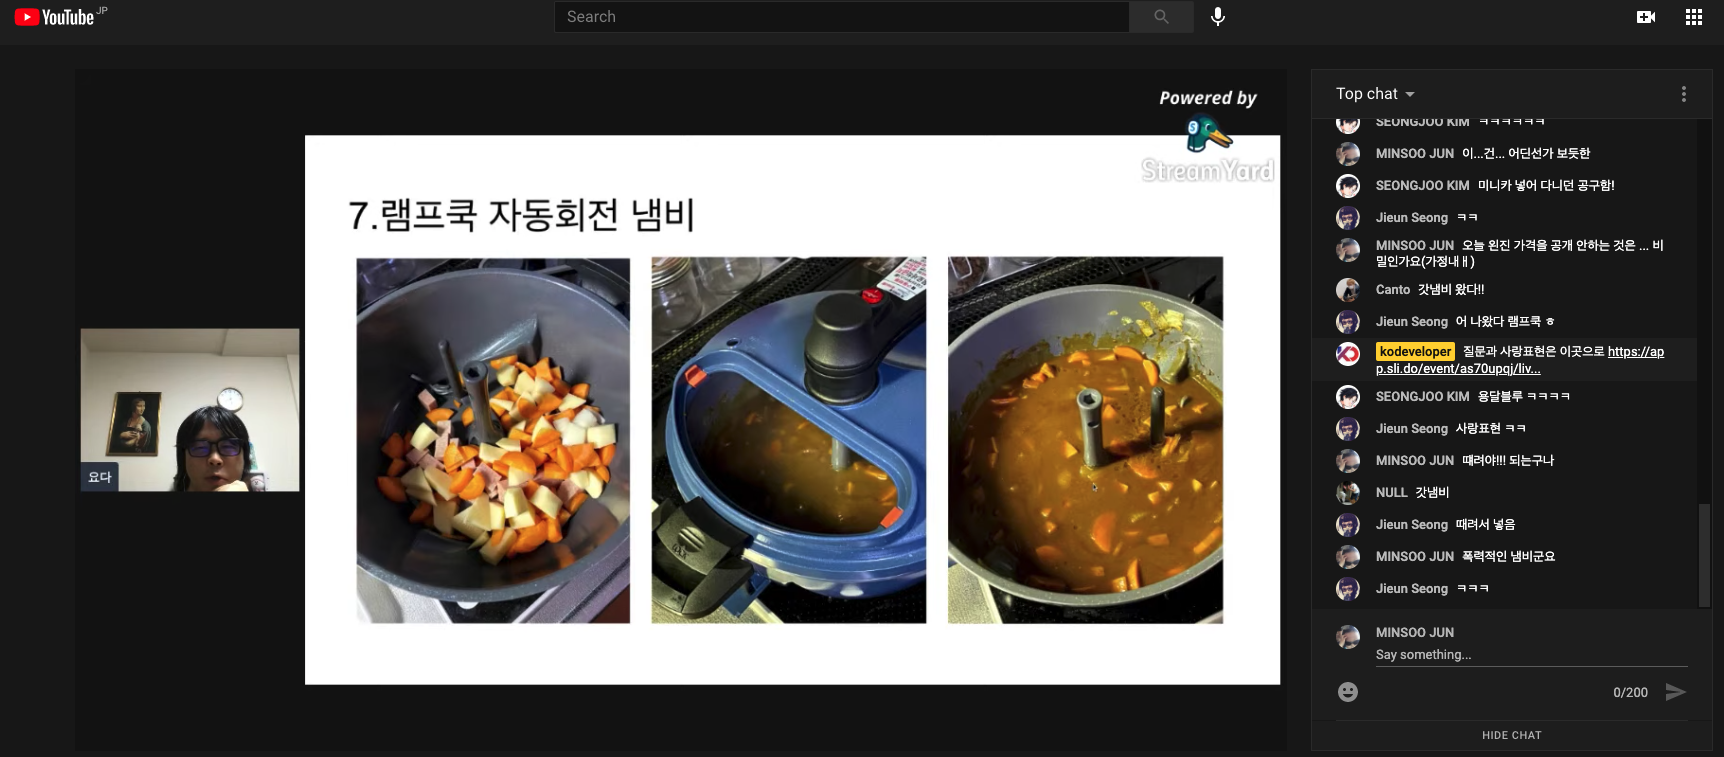 YouTube JP
Search
Powered by
StreamYard
7.램프쿡 자동회전 냄비
요다
Top chat
SEONGJOO KIM ㅋㅋㅋㅋㅋㅋ
MINSOO JUN 이...건... 어딘선가 보듯한
SEONGJOO KIM 미니카 넣어 다니던 공구함!
Jieun Seong ㅋㅋ
MINSOO JUN 오늘 왼진 가격을 공개 안하는 것은 ... 비
밀인가요(가정내ㅐ)
Canto 갓냄비 왔다!!
Jieun Seong 어 나왔다 램프쿡 ㅎ
kodeveloper 질문과 사랑표현은 이곳으로 https://ap
p.sli.do/event/as70upqj/liv...
SEONGJOO KIM 용달블루 ㅋㅋㅋㅋ
Jieun Seong 사랑표현 ㅋㅋ
MINSOO JUN 떄려야!!! 되는구나
NULL 갓냄비
Jieun Seong 때려서 넣음
MINSOO JUN 폭력적인 냄비군요
Jieun Seong ㅋㅋㅋ
MINSOO JUN
Say something...
0/200
HIDE CHAT